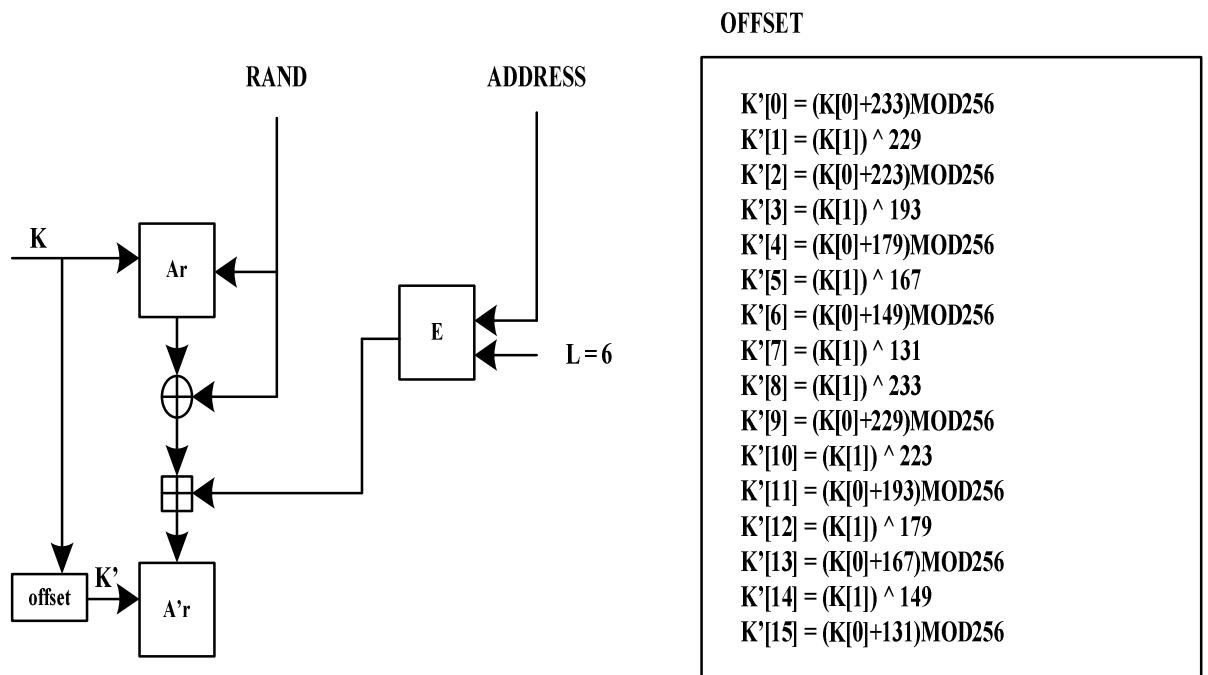 RAND
ADDRESS
K
Ar
E
L = 6
offset
K’
A'r
OFFSET
K’[0] = (K[0]+233)MOD256
K’[1] = (K[1]) ^ 229
K’[2] = (K[0]+223)MOD256
K’[3] = (K[1]) ^ 193
K’[4] = (K[0]+179)MOD256
K’[5] = (K[1]) ^ 167
K’[6] = (K[0]+149)MOD256
K’[7] = (K[1]) ^ 131
K’[8] = (K[1]) ^ 233
K’[9] = (K[0]+229)MOD256
K’[10] = (K[1]) ^ 223
K’[11] = (K[0]+193)MOD256
K’[12] = (K[1]) ^ 179
K’[13] = (K[0]+167)MOD256
K’[14] = (K[1]) ^ 149
K’[15] = (K[0]+131)MOD256